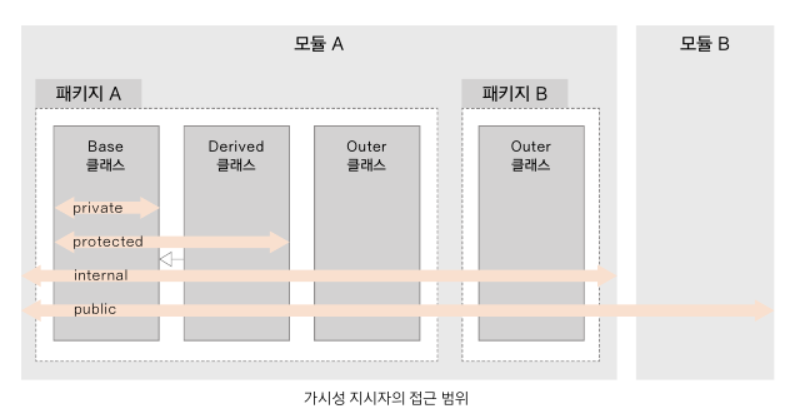 모듈 A
모듈 B
패키지 A
패키지 B
Base
클래스
Derived
클래스
Outer
클래스
Outer
클래스
private
protected
internal
public
가시성 지시자의 접근 범위